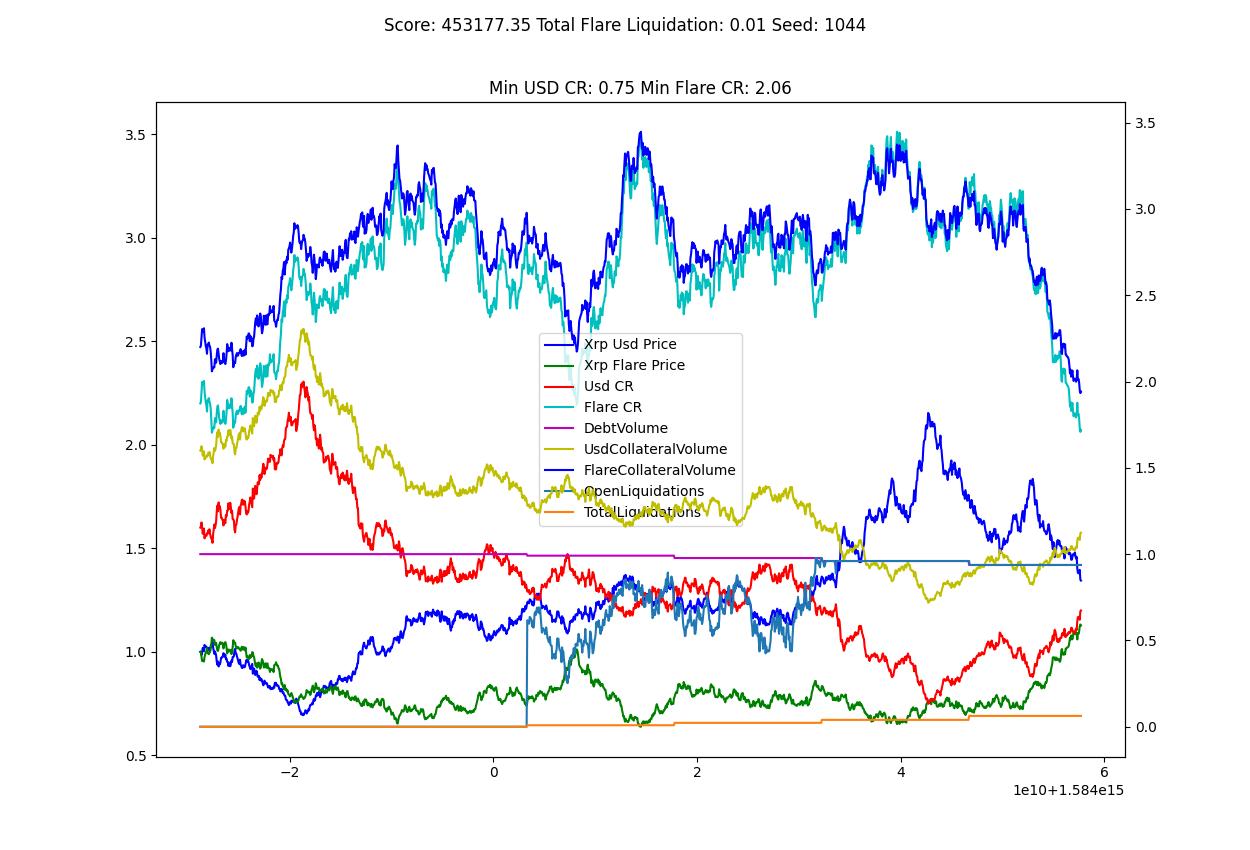 Score: 453177.35 Total Flare Liquidation: 0.01 Seed: 1044
Min USD CR: 0.75 Min Flare CR: 2.06
3.5
3.0
2.5
2.0
1.5
1.0
0.5
3.5
3.0
2.5
2.0
1.5
1.0
0.5
0.0
Xrp Usd Price
Xrp Flare Price
Usd CR
Flare CR
DebtVolume
UsdCollateralVolume
FlareCollateralVolume
OpenLiquidations
TotalLiquidations
−2
0
2
4
6
1e10+1.584e15